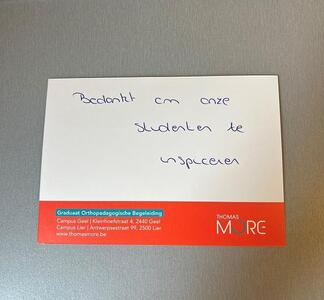 Bedankt om onze
studenten te
inspireren
Graduaat Orthopedagogische Begeleiding
Campus Geel | Kleinhoefstraat 4, 2440 Geel
Campus Lier | Antwerpsestraat 99, 2500 Lier
www.thomasmore.be
THOMAS
MORE